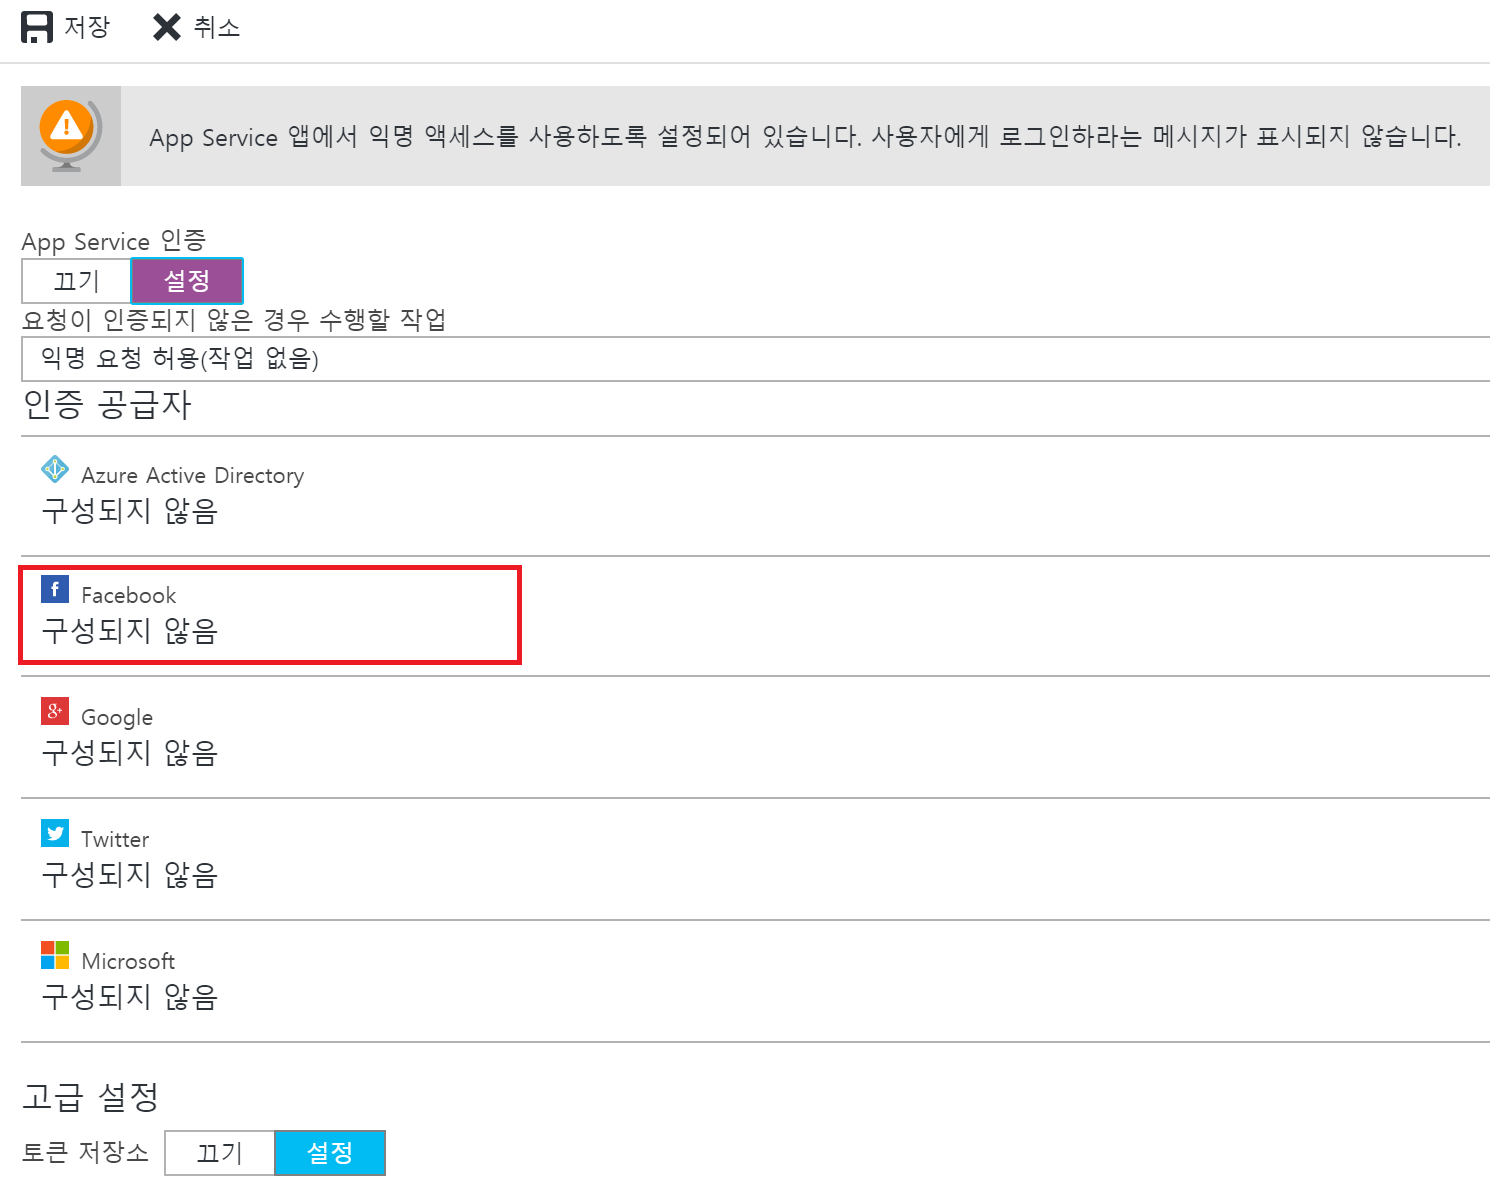 저장 취소
App Service 앱에서 익명 액세스를 사용하도록 설정되어 있습니다. 사용자에게 로그인하라는 메시지가 표시되지 않습니다.
App Service 인증
끄기 설정
요청이 인증되지 않은 경우 수행할 작업
익명 요청 허용(작업 없음)
인증 공급자
Azure Active Directory
구성되지 않음
Facebook
구성되지 않음
Google
구성되지 않음
Twitter
구성되지 않음
Microsoft
구성되지 않음
고급 설정
토큰 저장소 끄기 설정